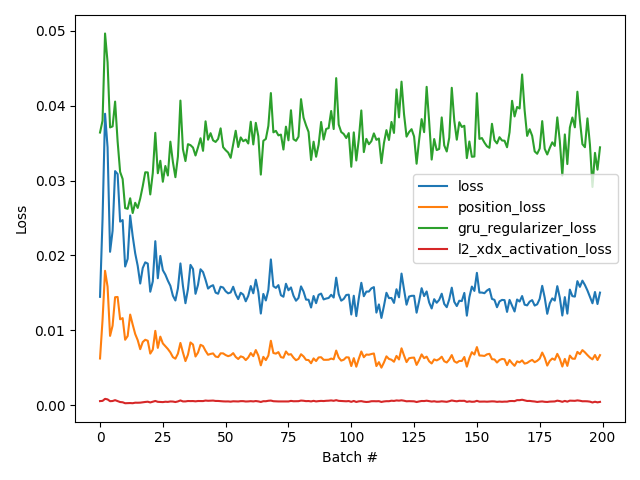 0.05
0.04
0.03
0.02
0.01
0.00
Loss
loss
position_loss
gru_regularizer_loss
l2_xdx_activation_loss
0 25 50 75 100 125 150 175 200
Batch #